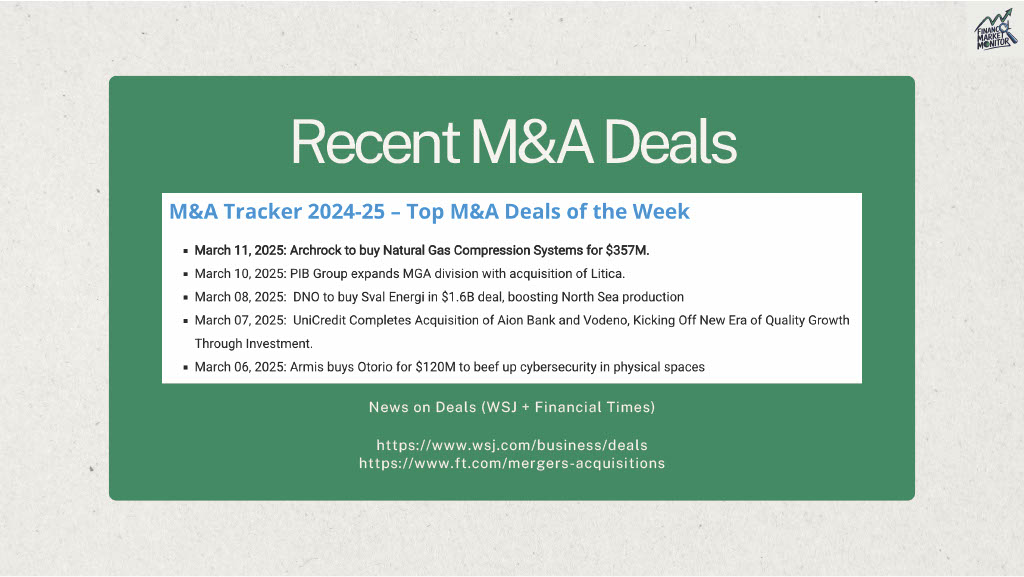 FINANC
MARKET
MONITOR
Recent M&A Deals
M&A Tracker 2024-25 – Top M&A Deals of the Week
▪ March 11, 2025: Archrock to buy Natural Gas Compression Systems for $357M.
▪ March 10, 2025: PIB Group expands MGA division with acquisition of Litica.
▪ March 08, 2025:  DNO to buy Sval Energi in $1.6B deal, boosting North Sea production
▪ March 07, 2025:  UniCredit Completes Acquisition of Aion Bank and Vodeno, Kicking Off New Era of Quality Growth
Through Investment.
▪ March 06, 2025: Armis buys Otorio for $120M to beef up cybersecurity in physical spaces
News on Deals (WSJ + Financial Times)
https://www.wsj.com/business/deals
https://www.ft.com/mergers-acquisitions